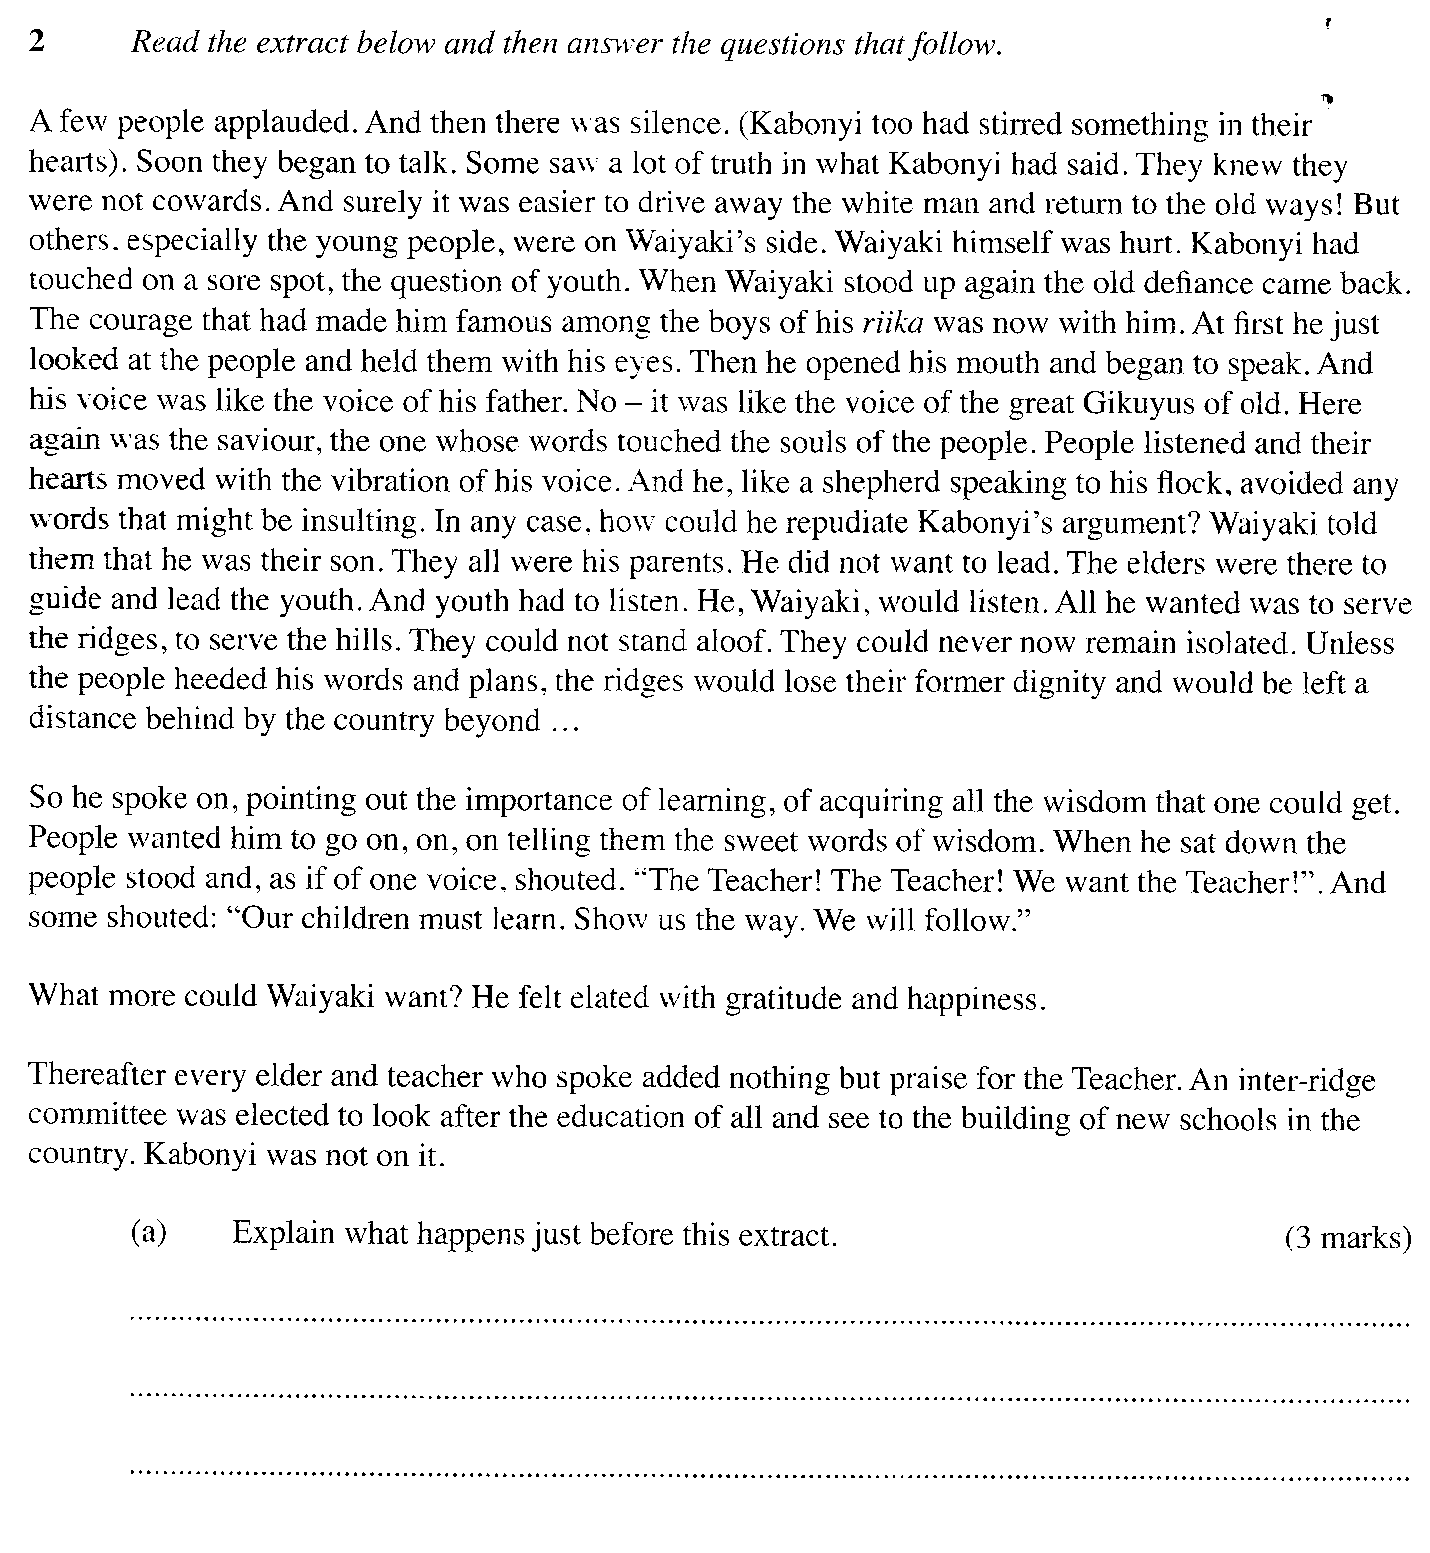 2 Read the extract below and then answer the questions that follow.
A few people applauded. And then there was silence. (Kabonyi too had stirred something in their
hearts). Soon they began to talk. Some saw a lot of truth in what Kabonyi had said. They knew they
were not cowards. And surely it was easier to drive away the white man and return to the old ways! But
others. especially the young people, were on Waiyaki's side. Waiyaki himself was hurt. Kabonyi had
touched on a sore spot, the question of youth. When Waiyaki stood up again the old defiance came back.
The courage that had made him famous among the boys of his riika was now with him. At first he just
looked at the people and held them with his eyes. Then he opened his mouth and began to speak. And
his voice was like the voice of his father. No – it was like the voice of the great Gikuyus of old. Here
again was the saviour, the one whose words touched the souls of the people. People listened and their
hearts moved with the vibration of his voice. And he, like a shepherd speaking to his flock, avoided any
words that might be insulting. In any case, how could he repudiate Kabonyi's argument? Waiyaki told
them that he was their son. They all were his parents. He did not want to lead. The elders were there to
guide and lead the youth. And youth had to listen. He, Waiyaki, would listen. All he wanted was to serve
the ridges, to serve the hills. They could not stand aloof. They could never now remain isolated. Unless
the people heeded his words and plans, the ridges would lose their former dignity and would be left a
distance behind by the country beyond ...
So he spoke on, pointing out the importance of learning, of acquiring all the wisdom that one could get.
People wanted him to go on, on, on telling them the sweet words of wisdom. When he sat down the
people stood and, as if of one voice, shouted. "The Teacher! The Teacher! We want the Teacher!". And
some shouted: "Our children must learn. Show us the way. We will follow."
What more could Waiyaki want? He felt elated with gratitude and happiness.
Thereafter every elder and teacher who spoke added nothing but praise for the Teacher. An inter-ridge
committee was elected to look after the education of all and see to the building of new schools in the
country. Kabonyi was not on it.
(a) Explain what happens just before this extract. (3 marks)